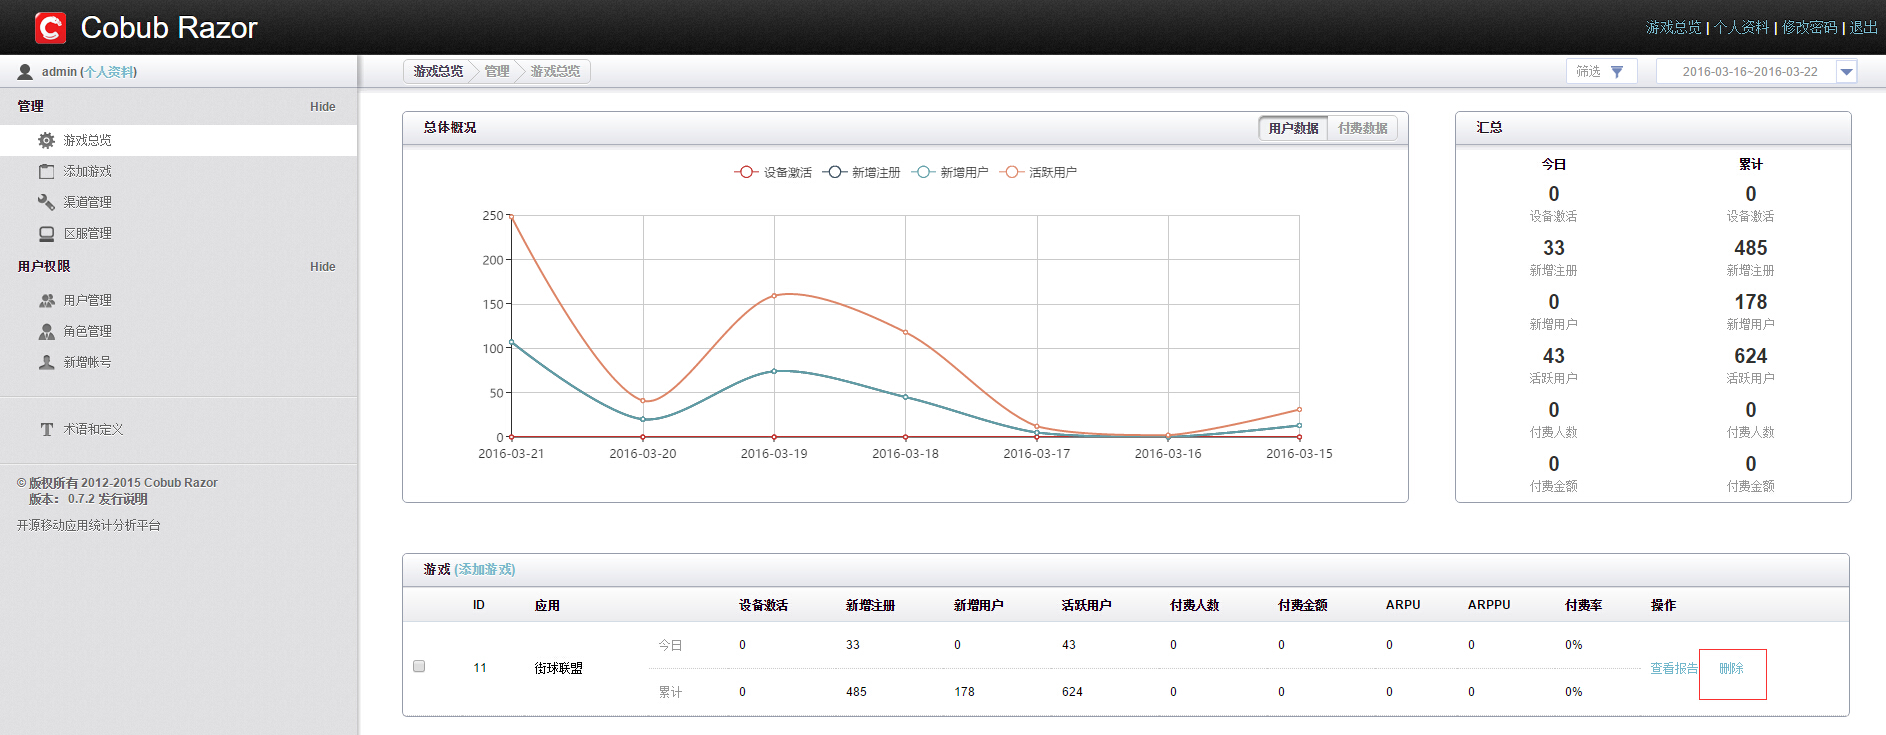 Cobub Razor
游戏总览 | 个人资料 | 修改密码 | 退出
admin (个人资料)
游戏总览 管理 游戏总览
筛选
2016-03-16~2016-03-22
管理 Hide
游戏总览
添加游戏
渠道管理
区服管理
用户权限 Hide
用户管理
角色管理
新增帐号
术语和定义
© 版权所有 2012-2015 Cobub Razor
版本： 0.7.2 发行说明
开源移动应用统计分析平台
总体概况
用户数据 付费数据
设备激活 新增注册 新增用户 活跃用户
250
200
150
100
50
0
2016-03-21 2016-03-20 2016-03-19 2016-03-18 2016-03-17 2016-03-16 2016-03-15
汇总
今日 累计
0 0
设备激活 设备激活
33 485
新增注册 新增注册
0 178
新增用户 新增用户
43 624
活跃用户 活跃用户
0 0
付费人数 付费人数
0 0
付费金额 付费金额
游戏 (添加游戏)
ID 应用 设备激活 新增注册 新增用户 活跃用户 付费人数 付费金额 ARPU ARPPU 付费率 操作
今日 0 33 0 43 0 0 0 0 0%
11 街球联盟 查看报告 删除
累计 0 485 178 624 0 0 0 0 0%